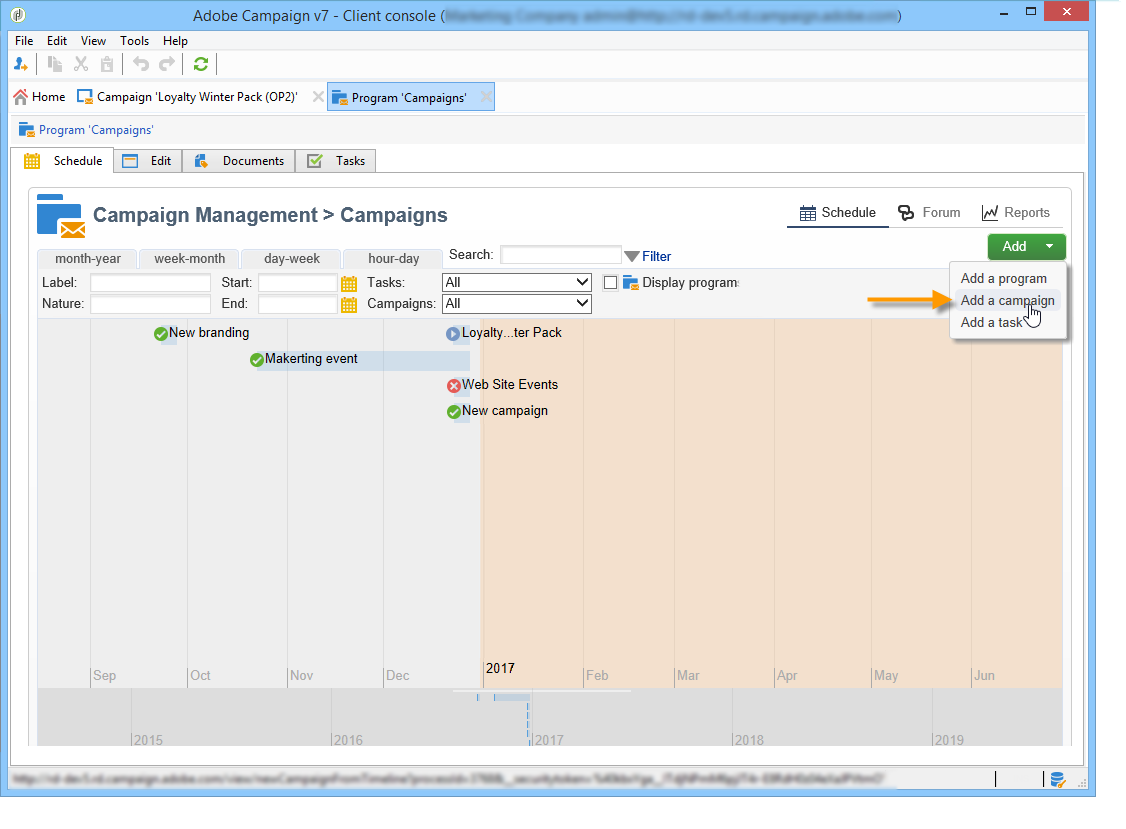 Adobe Campaign v7 - Client console (
File Edit View Tools Help
Home Campaign 'Loyalty Winter Pack (OP2)' Program 'Campaigns'
Program 'Campaigns'
Schedule Edit Documents Tasks
Campaign Management > Campaigns
Schedule Forum Reports
Add
month-year week-month day-week hour-day Search: Filter
Label: Start: Tasks: All Display program
Nature: End: Campaigns: All
Add a program
Add a campaign
Add a task
New branding Loyalty...ter Pack
Makerting event
Web Site Events
New campaign
Sep Oct Nov Dec 2017 Feb Mar Apr May Jun
2015 2016 2017 2018 2019